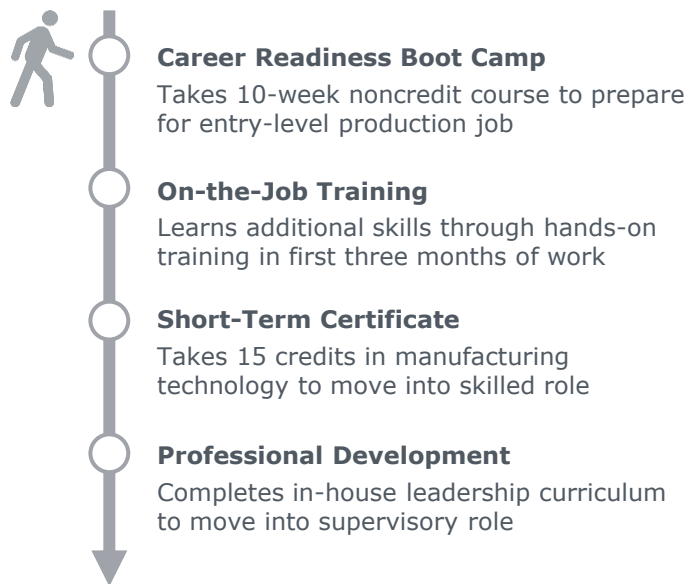 Career Readiness Boot Camp
Takes 10-week noncredit course to prepare
for entry-level production job
On-the-Job Training
Learns additional skills through hands-on
training in first three months of work
Short-Term Certificate
Takes 15 credits in manufacturing
technology to move into skilled role
Professional Development
Completes in-house leadership curriculum
to move into supervisory role